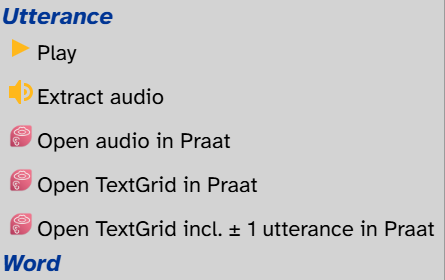 Utterance
Play
Extract audio
Open audio in Praat
Open TextGrid in Praat
Open TextGrid incl. ± 1 utterance in Praat
Word